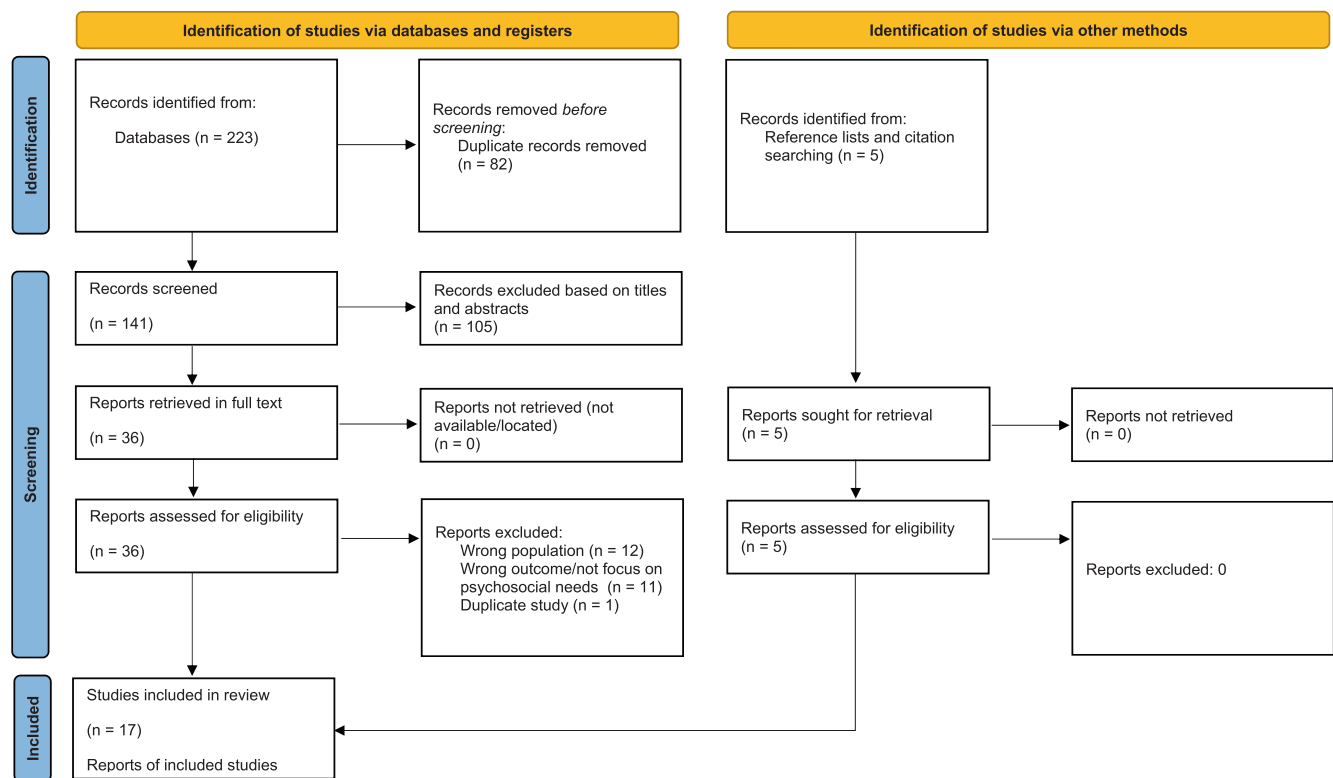 Identification of studies via databases and registers
Identification of studies via other methods
Identification
Records identified from:
Databases (n = 223)
Records removed before
screening:
Duplicate records removed
(n = 82)
Records identified from:
Reference lists and citation
searching (n = 5)
Screening
Records screened
(n = 141)
Records excluded based on titles
and abstracts
(n = 105)
Reports retrieved in full text
(n = 36)
Reports not retrieved (not
available/located)
(n = 0)
Reports sought for retrieval
(n = 5)
Reports not retrieved
(n = 0)
Reports assessed for eligibility
(n = 36)
Reports excluded:
Wrong population (n = 12)
Wrong outcome/not focus on
psychosocial needs (n = 11)
Duplicate study (n = 1)
Reports assessed for eligibility
(n = 5)
Reports excluded: 0
Included
Studies included in review
(n = 17)
Reports of included studies